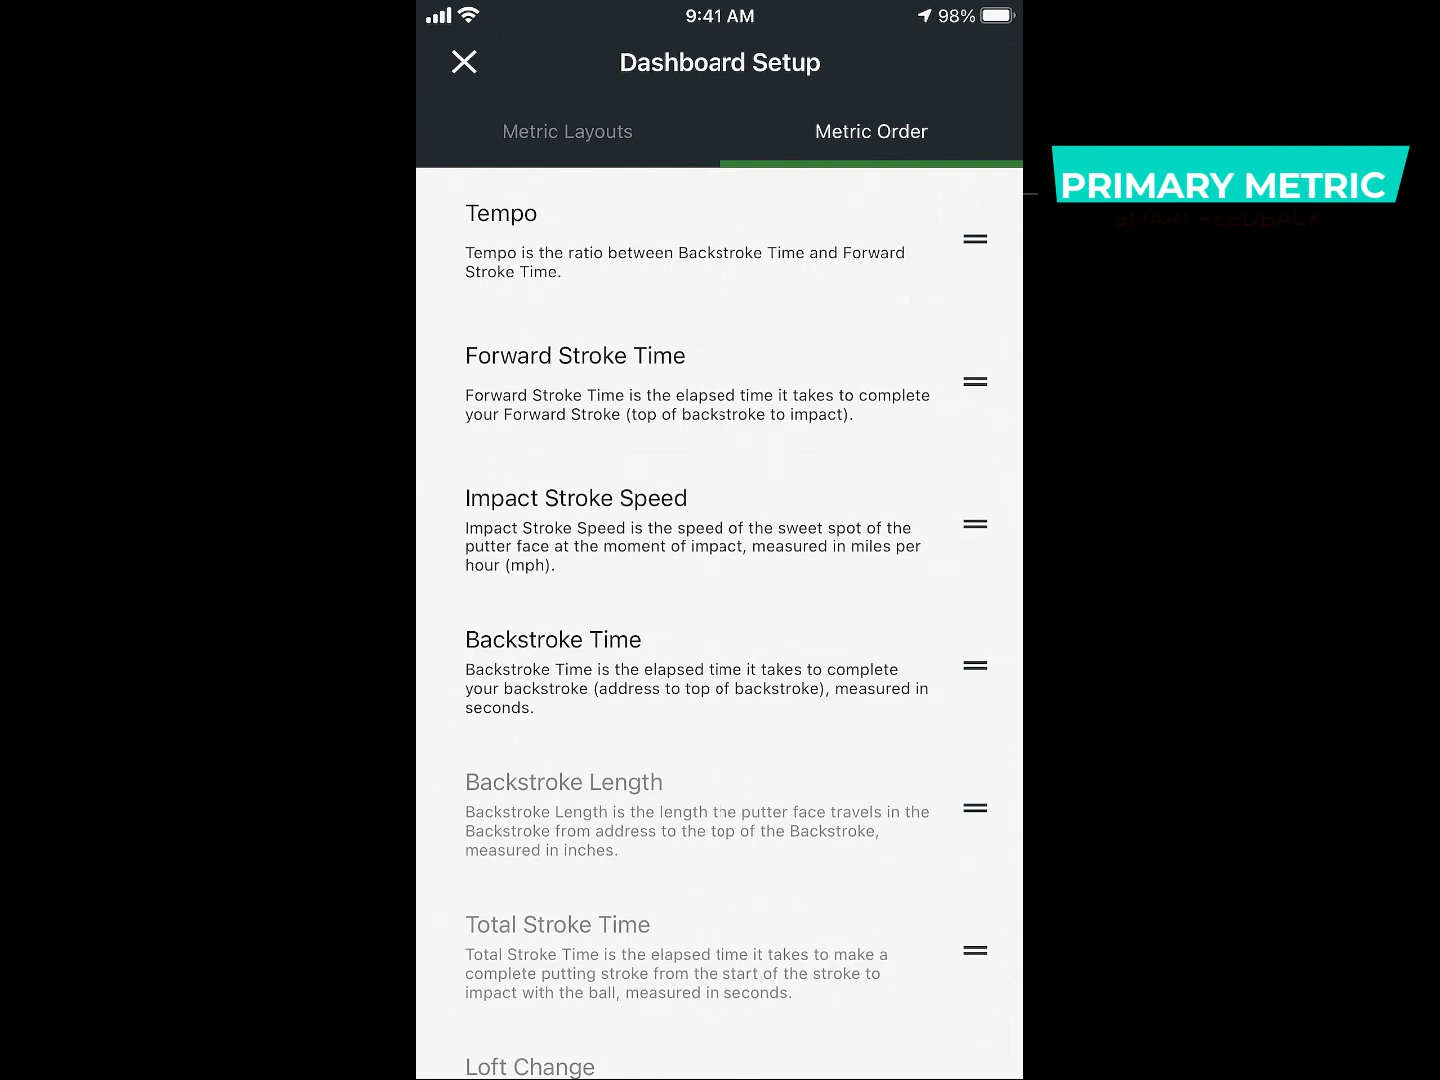 9:41 AM
98%
Dashboard Setup
Metric Layouts
Metric Order
PRIMARY METRIC
SMART FEEDBACK
Tempo
Tempo is the ratio between Backstroke Time and Forward
Stroke Time.
Forward Stroke Time
Forward Stroke Time is the elapsed time it takes to complete
your Forward Stroke (top of backstroke to impact).
Impact Stroke Speed
Impact Stroke Speed is the speed of the sweet spot of the
putter face at the moment of impact, measured in miles per
hour (mph).
Backstroke Time
Backstroke Time is the elapsed time it takes to complete
your backstroke (address to top of backstroke), measured in
seconds.
Backstroke Length
Backstroke Length is the length the putter face travels in the
Backstroke from address to the top of the Backstroke,
measured in inches.
Total Stroke Time
Total Stroke Time is the elapsed time it takes to make a
complete putting stroke from the start of the stroke to
impact with the ball, measured in seconds.
Loft Change